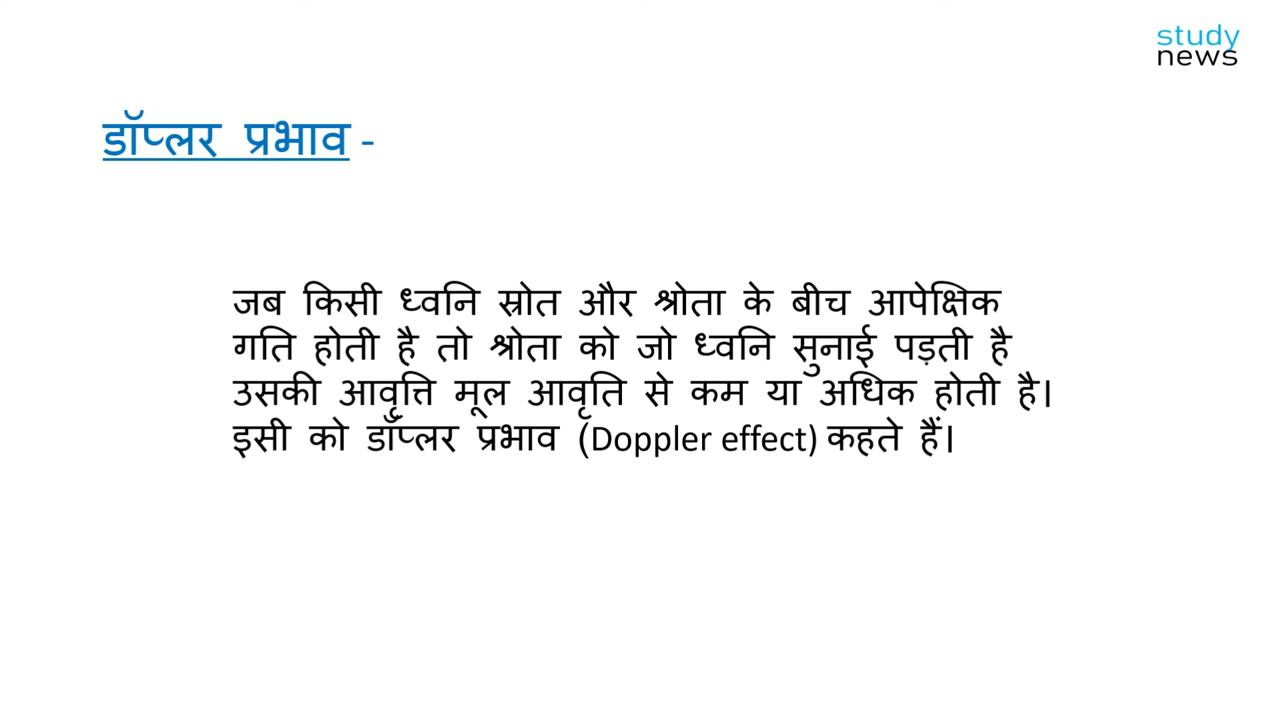 study
news
डॉप्लर प्रभाव -
जब किसी ध्वनि स्रोत और श्रोता के बीच आपेक्षिक
गति होती है तो श्रोता को जो ध्वनि सुनाई पड़ती है
उसकी आवृत्ति मूल आवृति से कम या अधिक होती है।
इसी को डॉप्लर प्रभाव (Doppler effect) कहते हैं।